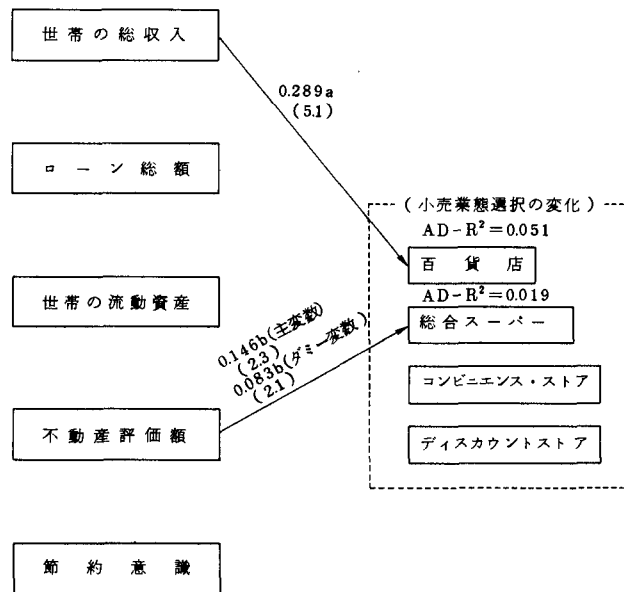 世帯の総収入
0.289a
(5.1)
ローン総額
(小売業態選択の変化)
AD-R²=0.051
百貨店
AD-R²=0.019
総合スーパー
世帯の流動資産
0.146b(主変数)
(2.3)
0.083b(ダミー変数)
(2.1)
コンビニエンス・ストア
不動産評価額
ディスカウントストア
節約意識